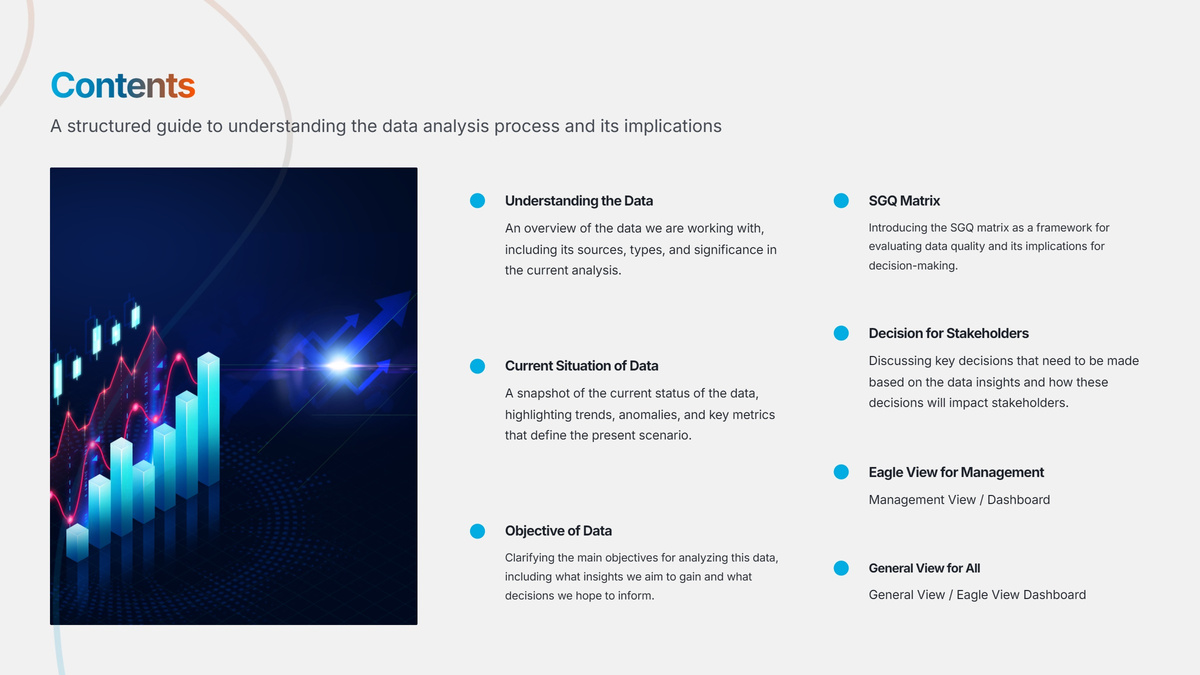 Contents
A structured guide to understanding the data analysis process and its implications
Understanding the Data
An overview of the data we are working with,
including its sources, types, and significance in
the current analysis.
Current Situation of Data
A snapshot of the current status of the data,
highlighting trends, anomalies, and key metrics
that define the present scenario.
Objective of Data
Clarifying the main objectives for analyzing this data,
including what insights we aim to gain and what
decisions we hope to inform.
SGQ Matrix
Introducing the SGQ matrix as a framework for
evaluating data quality and its implications for
decision-making.
Decision for Stakeholders
Discussing key decisions that need to be made
based on the data insights and how these
decisions will impact stakeholders.
Eagle View for Management
Management View / Dashboard
General View for All
General View / Eagle View Dashboard